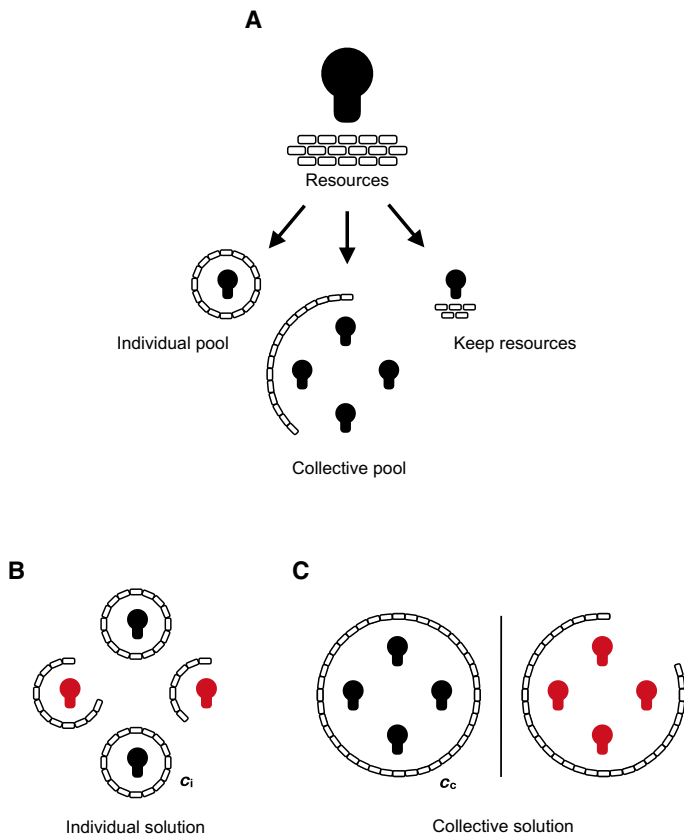 A
Resources
Individual pool
Keep resources
Collective pool
B
C
ci
cc
Individual solution
Collective solution